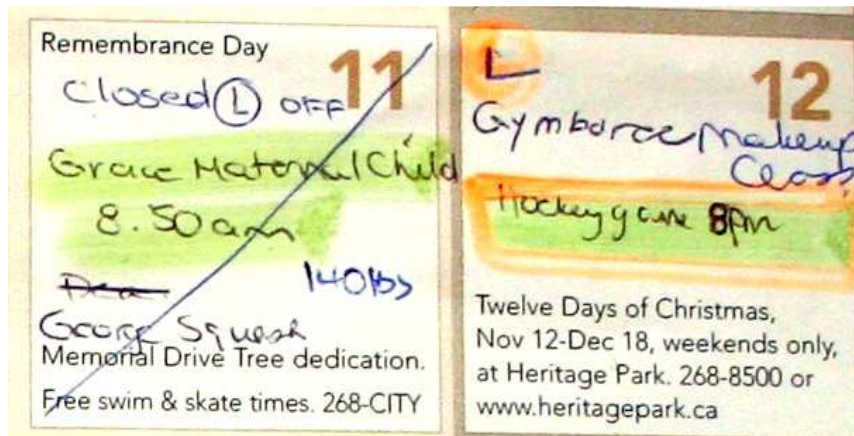 Remembrance Day
11
Closed L OFF
Grace Maternal Child
8.50am
140lbs
George Squash
Memorial Drive Tree dedication.
Free swim & skate times. 268-CITY
L
12
Gymboree Makeup
Class
Hockey game 8pm
Twelve Days of Christmas,
Nov 12-Dec 18, weekends only,
at Heritage Park. 268-8500 or
www.heritagepark.ca